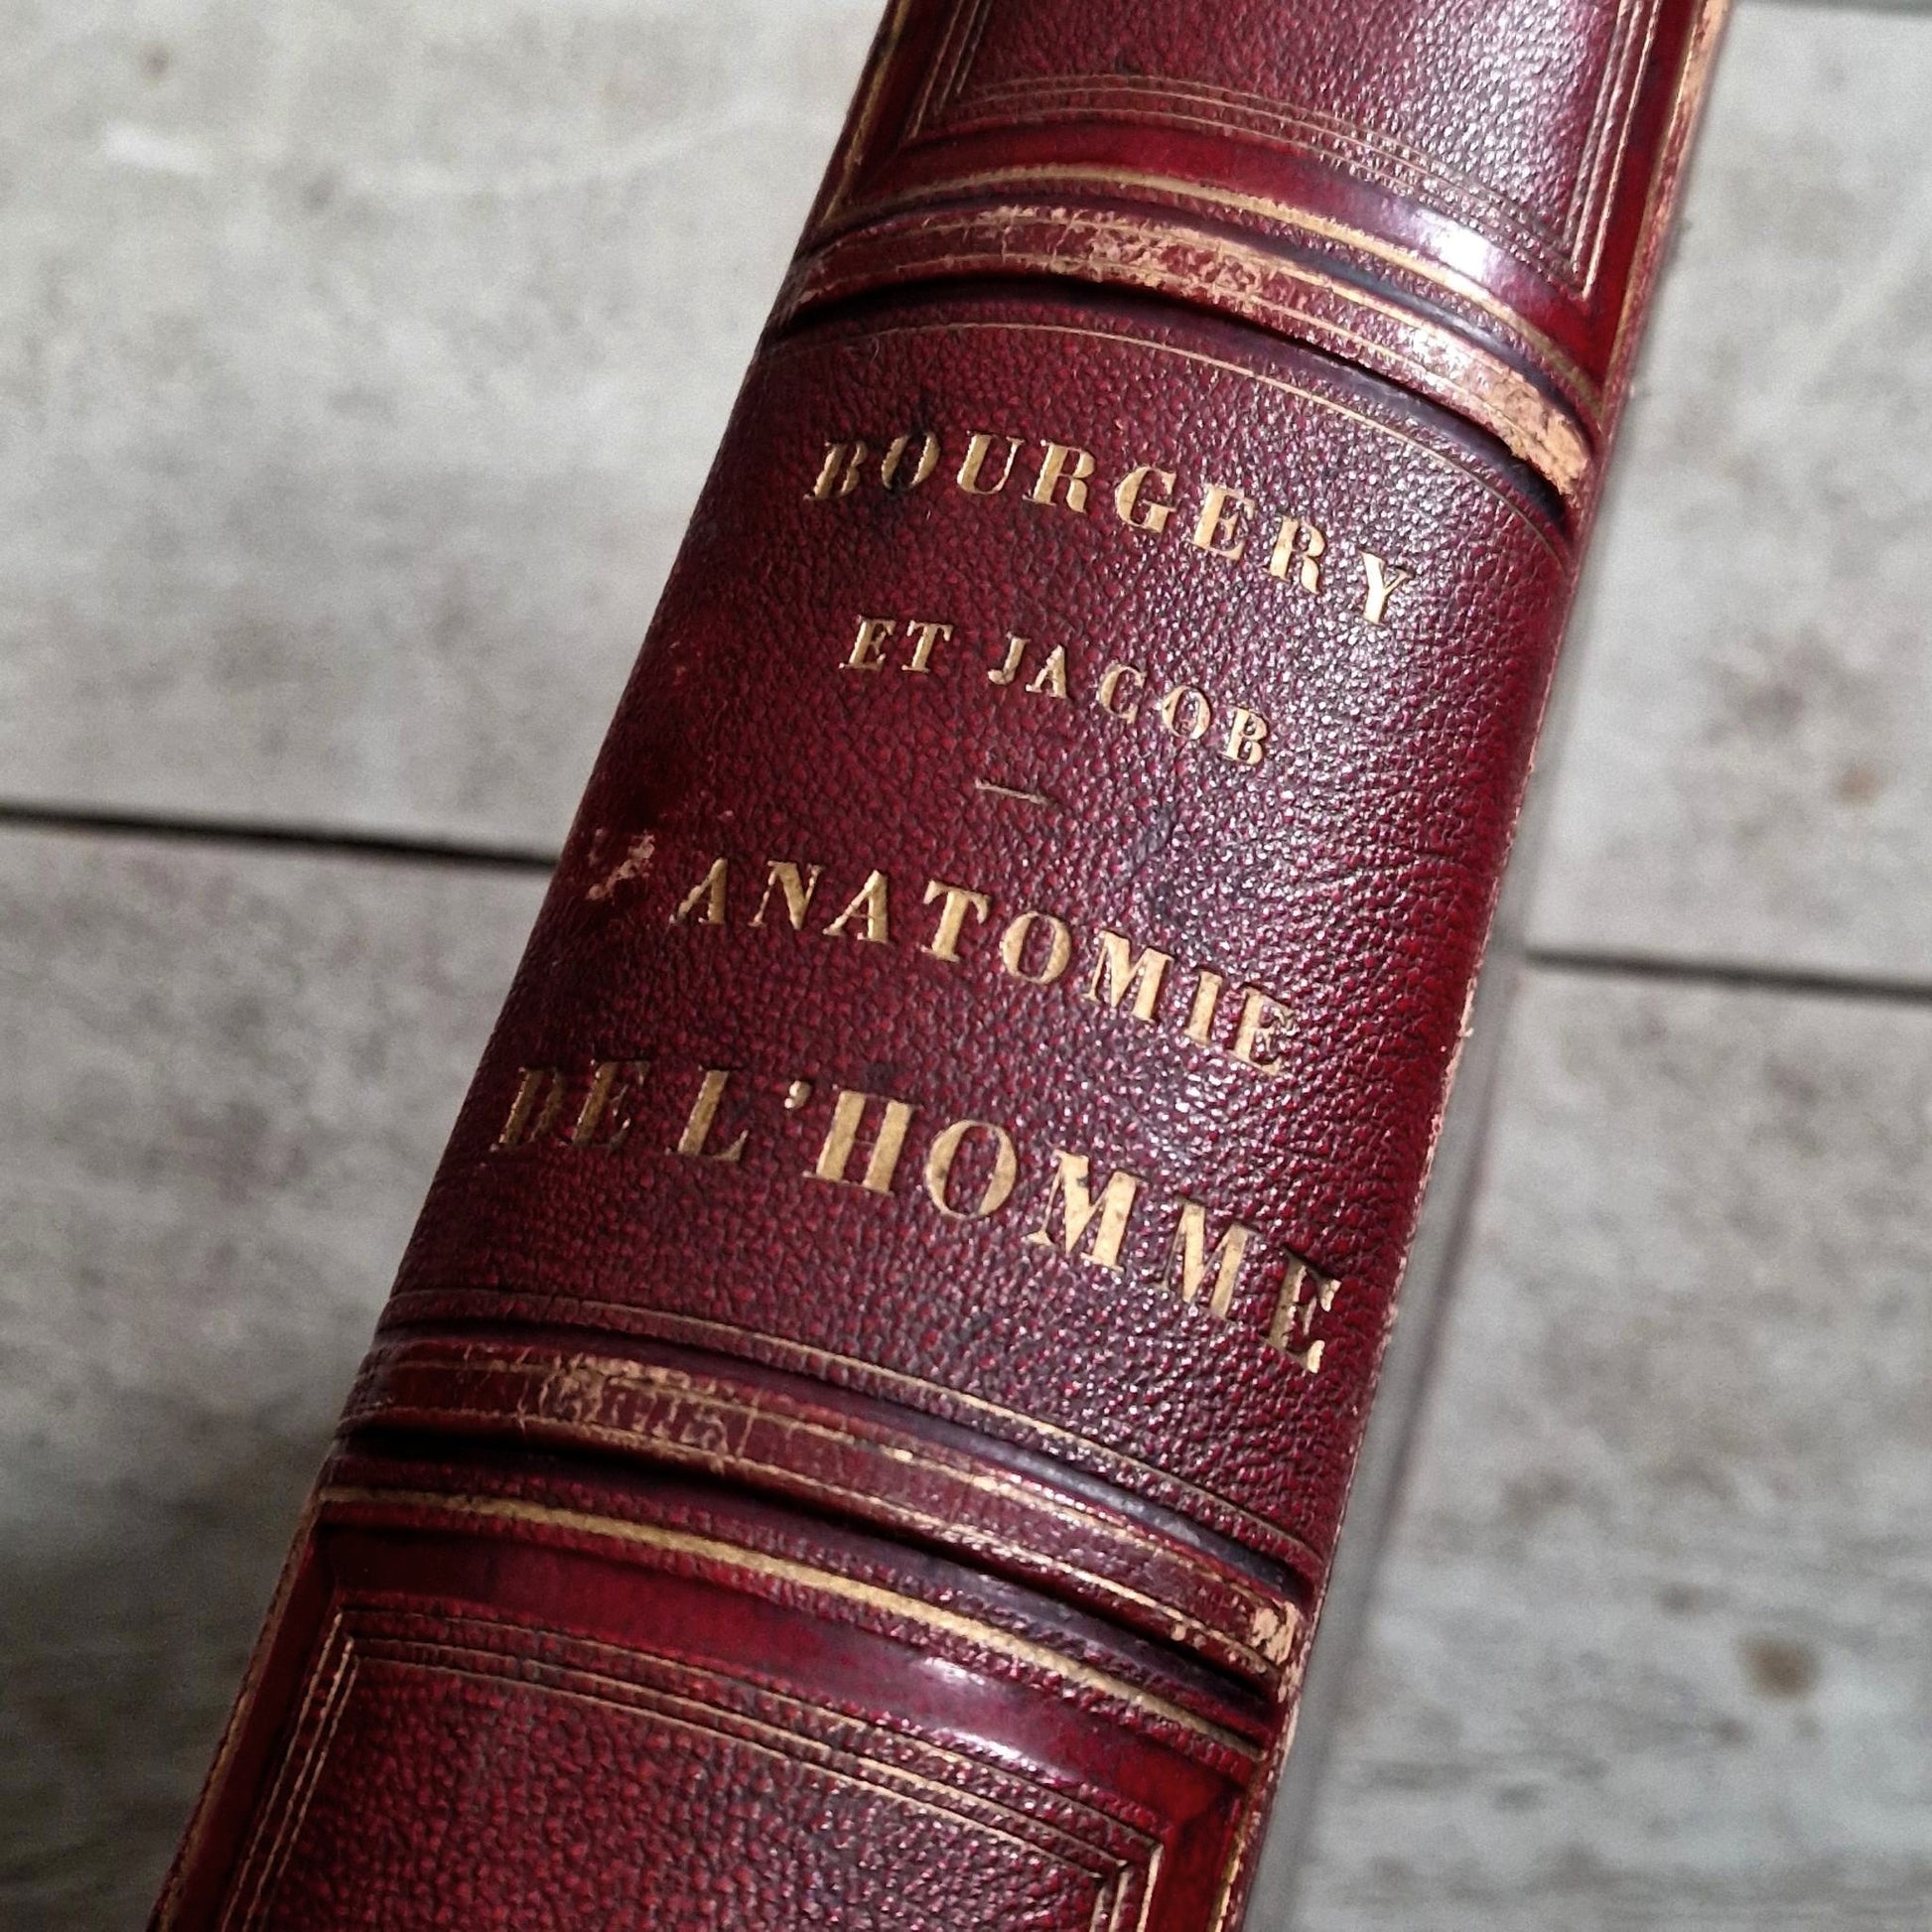 BOURGERY
ET JACOB
ANATOMIE
DE L'HOMME